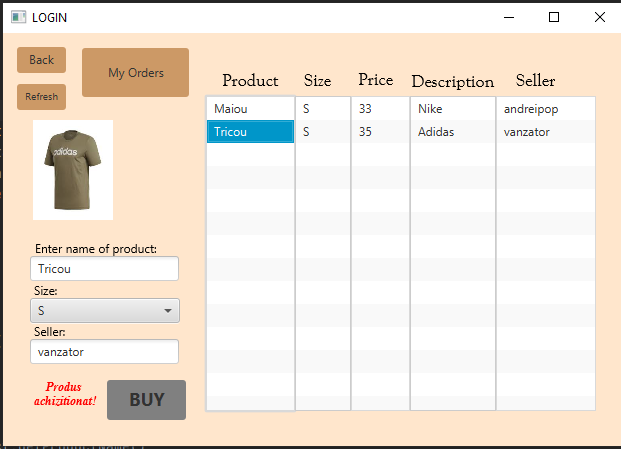 LOGIN
Back
My Orders
Refresh
adidas
Enter name of product:
Tricou
Size:
S
Seller:
vanzator
Produs
achizitionat!
BUY
Product Size Price Description Seller
Maiou S 33 Nike andreipop
Tricou S 35 Adidas vanzator